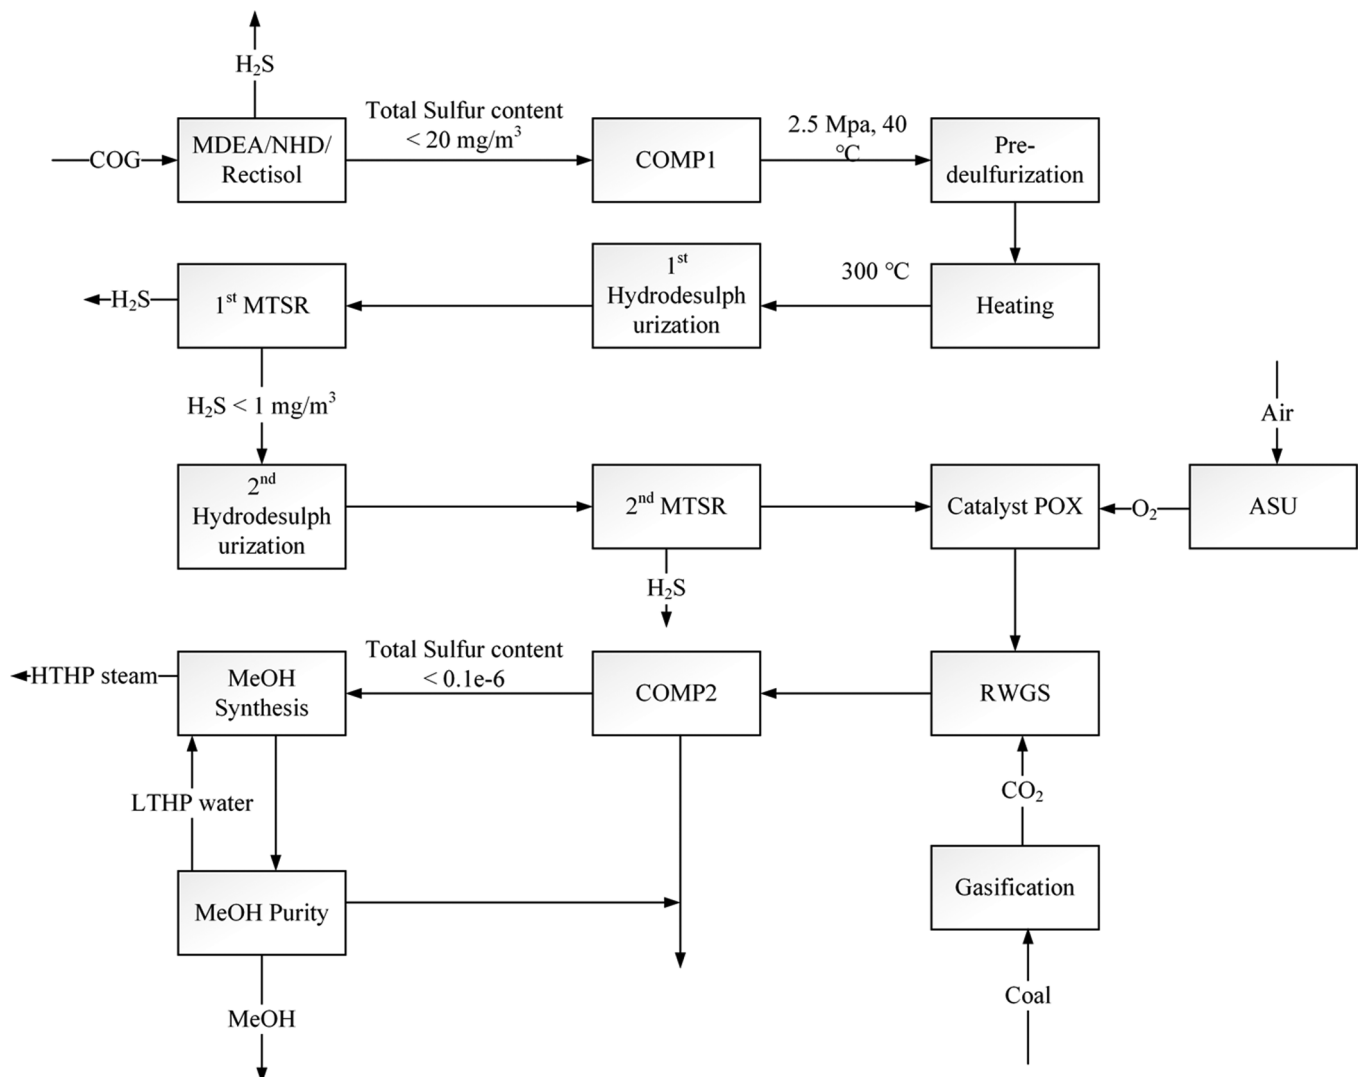 H₂S
Total Sulfur content
< 20 mg/m³
COG
MDEA/NHD/
Rectisol
COMP1
2.5 Mpa, 40
℃
Pre-
deulfurization
H₂S
1ˢᵗ MTSR
1ˢᵗ
Hydrodesulph
urization
300 ℃
Heating
H₂S < 1 mg/m³
Air
2ⁿᵈ
Hydrodesulph
urization
2ⁿᵈ MTSR
Catalyst POX
O₂
ASU
H₂S
Total Sulfur content
< 0.1e-6
HTHP steam
MeOH
Synthesis
COMP2
RWGS
LTHP water
CO₂
MeOH Purity
Gasification
MeOH
Coal